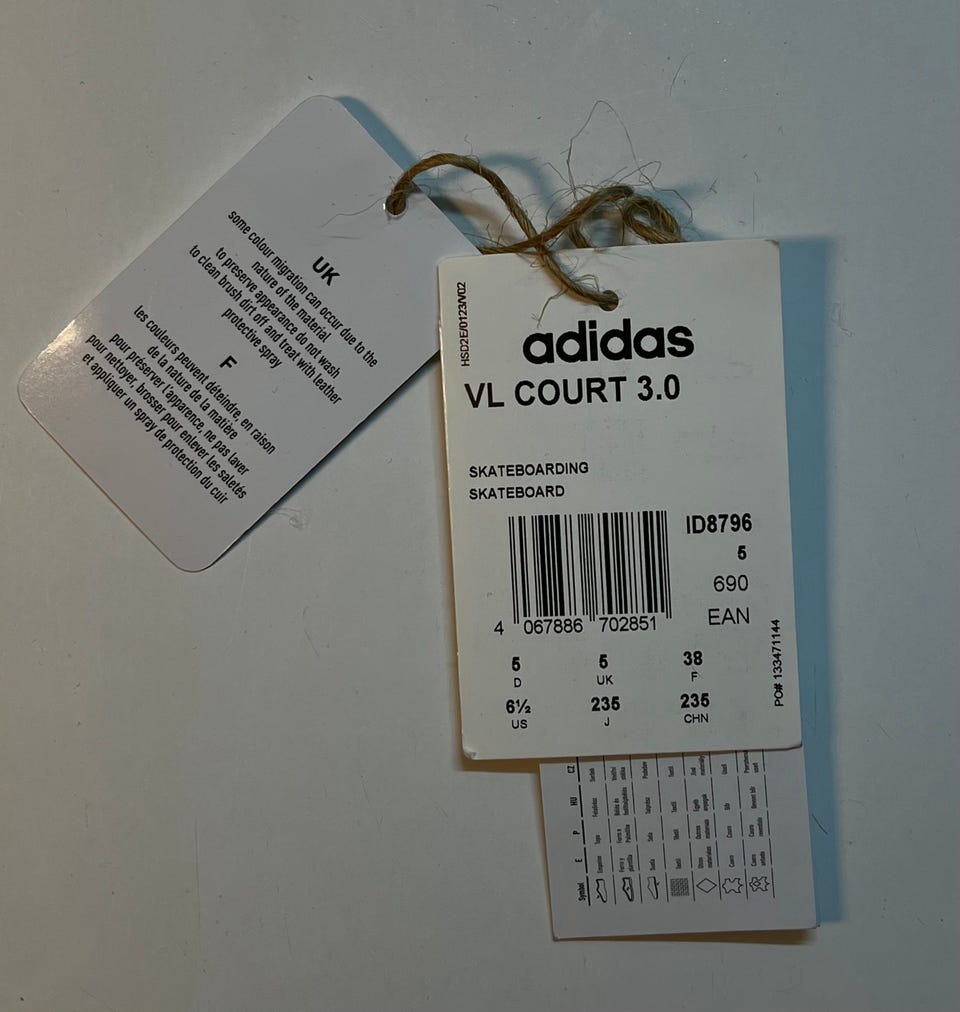 UK
some colour migration can occur due to the
nature of the material
to preserve appearance do not wash
to clean brush dirt off and treat with leather
protective spray
F
les couleurs peuvent déteindre, en raison
de la nature de la matière
pour préserver l'apparence, ne pas laver
pour nettoyer, brosser pour enlever les saletés
et appliquer un spray de protection du cuir
HSD2E/0123/V02
adidas
VL COURT 3.0
SKATEBOARDING
SKATEBOARD
ID8796
5
690
EAN
4 067886 702851
PO# 133471144
5 5 38
D UK F
6½ 235 235
US J CHN
Symbol E P HU CZ